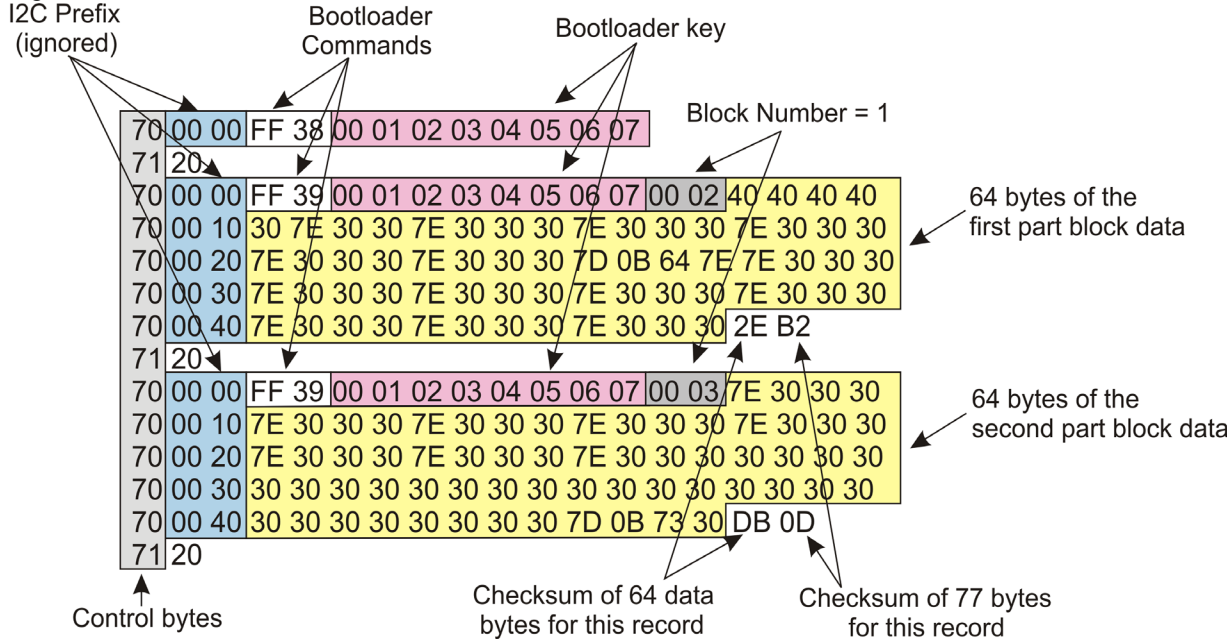 I2C Prefix
(ignored)
Bootloader
Commands
Bootloader key
Block Number = 1
70 00 00 FF 38 00 01 02 03 04 05 06 07
71 20
70 00 00 FF 39 00 01 02 03 04 05 06 07 00 02 40 40 40 40
70 00 10 30 7E 30 30 7E 30 30 30 7E 30 30 30 7E 30 30 30
70 00 20 7E 30 30 30 7E 30 30 30 7D 0B 64 7E 7E 30 30 30
70 00 30 7E 30 30 30 7E 30 30 30 7E 30 30 30 7E 30 30 30
70 00 40 7E 30 30 30 7E 30 30 30 7E 30 30 30 2E B2
71 20
70 00 00 FF 39 00 01 02 03 04 05 06 07 00 03 7E 30 30 30
70 00 10 7E 30 30 30 7E 30 30 30 7E 30 30 30 7E 30 30 30
70 00 20 7E 30 30 30 7E 30 30 30 7E 30 30 30 30 30 30 30
70 00 30 30 30 30 30 30 30 30 30 30 30 30 30 30 30 30 30
70 00 40 30 30 30 30 30 30 30 30 7D 0B 73 30 DB 0D
71 20
64 bytes of the
first part block data
64 bytes of the
second part block data
Control bytes
Checksum of 64 data
bytes for this record
Checksum of 77 bytes
for this record